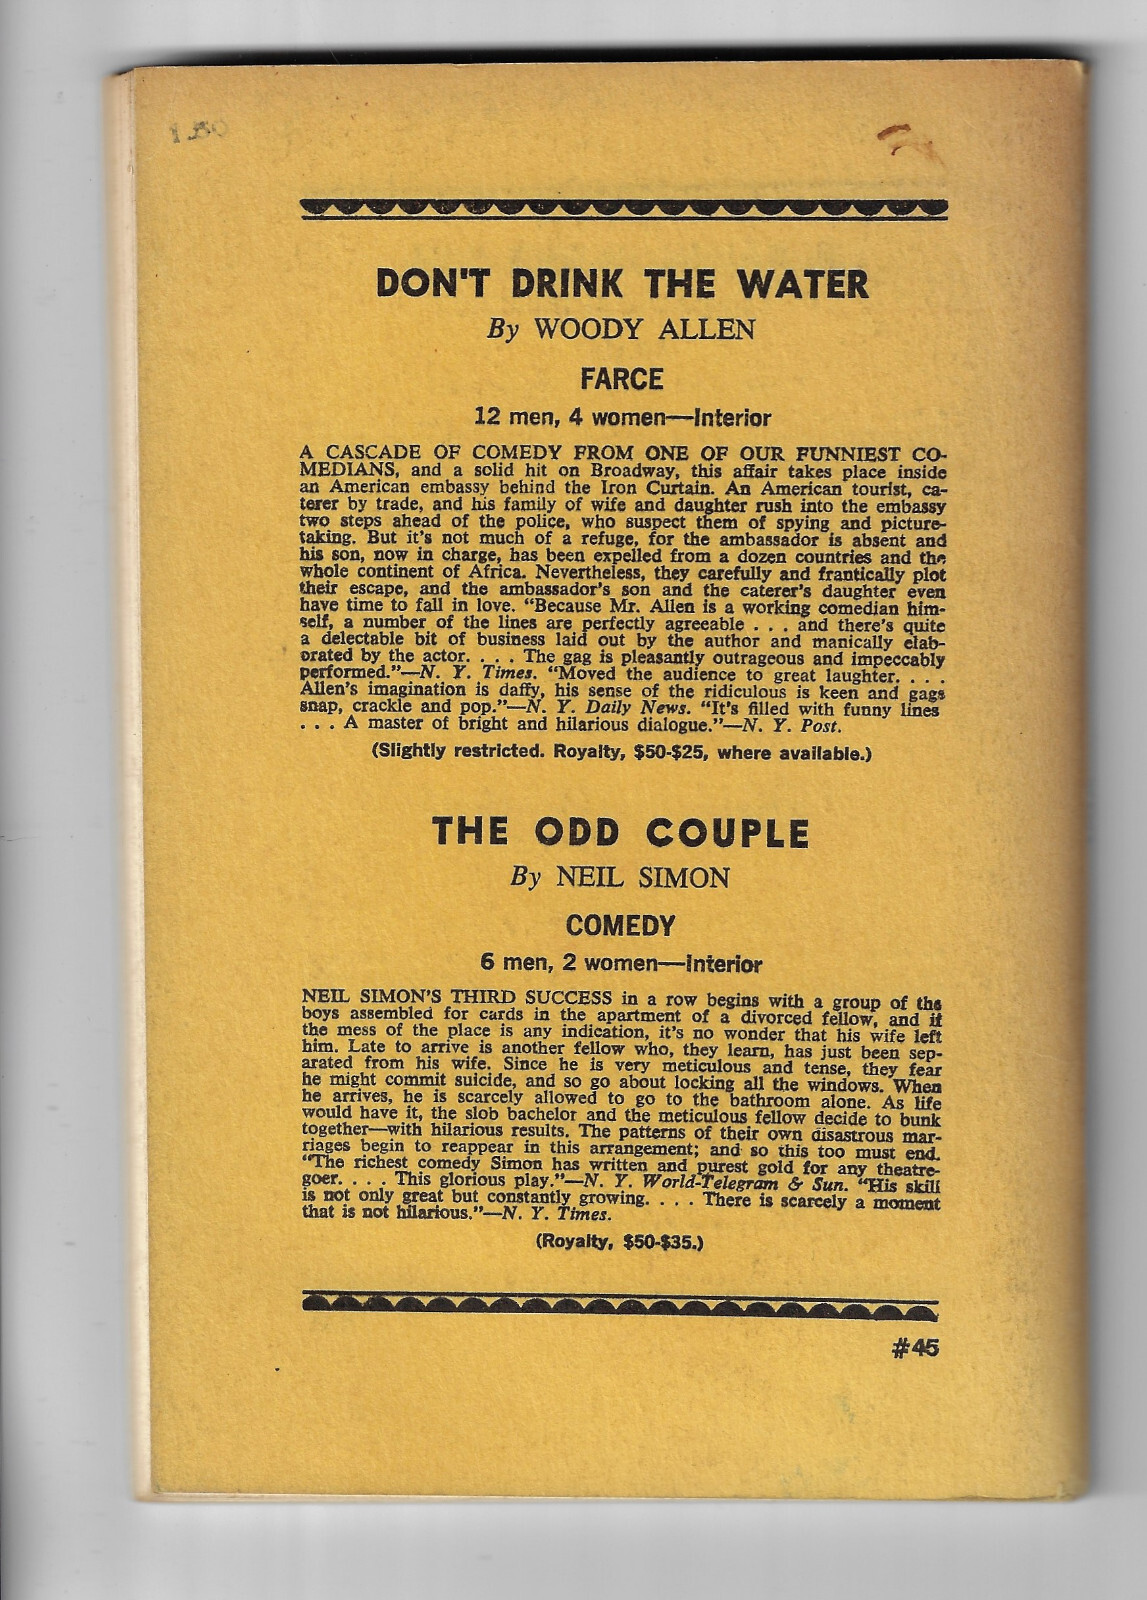 DON'T DRINK THE WATER
By WOODY ALLEN
FARCE
12 men, 4 women—Interior
A CASCADE OF COMEDY FROM ONE OF OUR FUNNIEST CO-
MEDIANS, and a solid hit on Broadway, this affair takes place inside
an American embassy behind the Iron Curtain. An American tourist, ca-
terer by trade, and his family of wife and daughter rush into the embassy
two steps ahead of the police, who suspect them of spying and picture-
taking. But it's not much of a refuge, for the ambassador is absent and
his son, now in charge, has been expelled from a dozen countries and the
whole continent of Africa. Nevertheless, they carefully and frantically plot
their escape, and the ambassador's son and the caterer's daughter even
have time to fall in love. "Because Mr. Allen is a working comedian him-
self, a number of the lines are perfectly agreeable . . . and there's quite
a delectable bit of business laid out by the author and manically elab-
orated by the actor. . . . The gag is pleasantly outrageous and impeccably
performed."—N. Y. Times. "Moved the audience to great laughter. . . .
Allen's imagination is daffy, his sense of the ridiculous is keen and gags
snap, crackle and pop."—N. Y. Daily News. "It's filled with funny lines
. . . A master of bright and hilarious dialogue."—N. Y. Post.
(Slightly restricted. Royalty, $50-$25, where available.)
THE ODD COUPLE
By NEIL SIMON
COMEDY
6 men, 2 women—Interior
NEIL SIMON'S THIRD SUCCESS in a row begins with a group of the
boys assembled for cards in the apartment of a divorced fellow, and if
the mess of the place is any indication, it's no wonder that his wife left
him. Late to arrive is another fellow who, they learn, has just been sep-
arated from his wife. Since he is very meticulous and tense, they fear
he might commit suicide, and so go about locking all the windows. When
he arrives, he is scarcely allowed to go to the bathroom alone. As life
would have it, the slob bachelor and the meticulous fellow decide to bunk
together—with hilarious results. The patterns of their own disastrous mar-
riages begin to reappear in this arrangement; and so this too must end.
"The richest comedy Simon has written and purest gold for any theatre-
goer. . . . This glorious play."—N. Y. World-Telegram & Sun. "His skill
is not only great but constantly growing. . . . There is scarcely a moment
that is not hilarious."—N. Y. Times.
(Royalty, $50-$35.)
#45